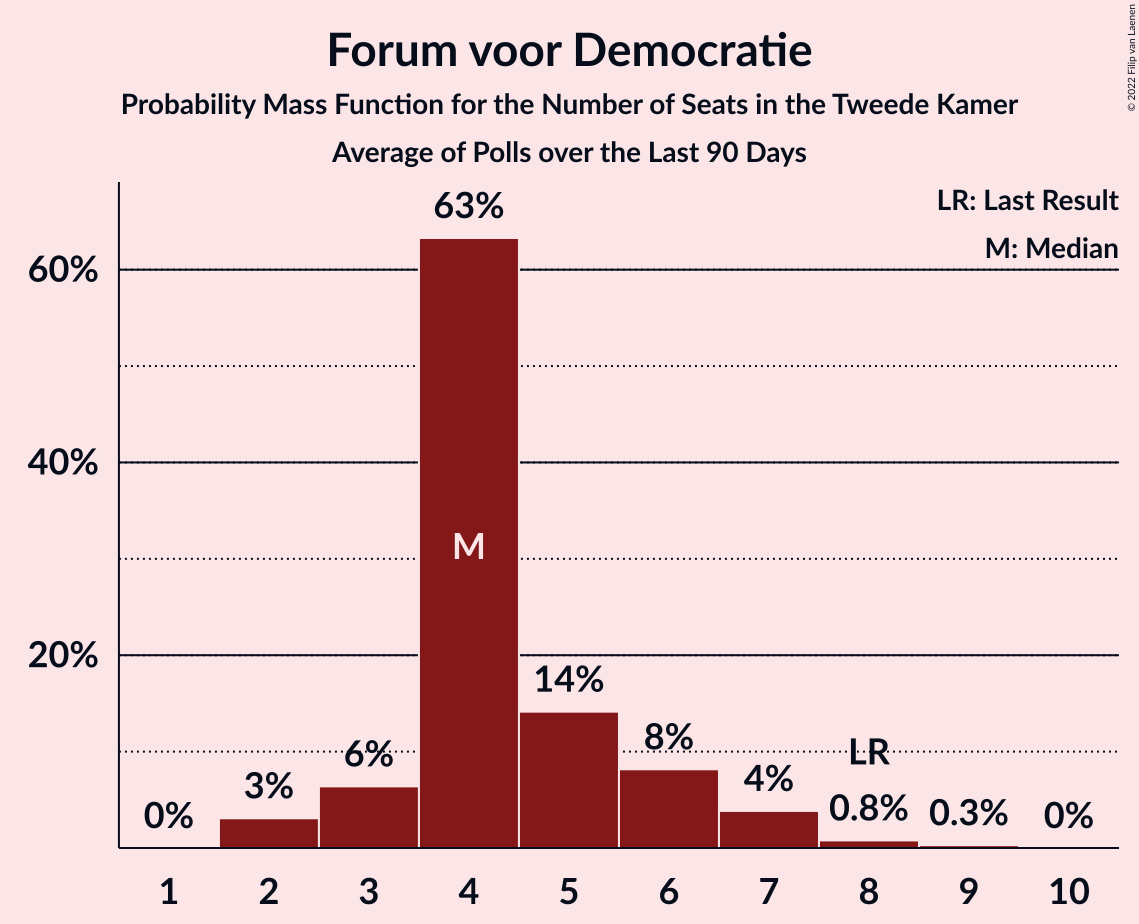 Forum voor Democratie
Probability Mass Function for the Number of Seats in the Tweede Kamer
Average of Polls over the Last 90 Days
© 2022 Filip van Laenen
LR: Last Result
M: Median
60%
40%
20%
0%
3%
6%
63%
M
14%
8%
4%
LR
0.8%
0.3%
0%
1 2 3 4 5 6 7 8 9 10